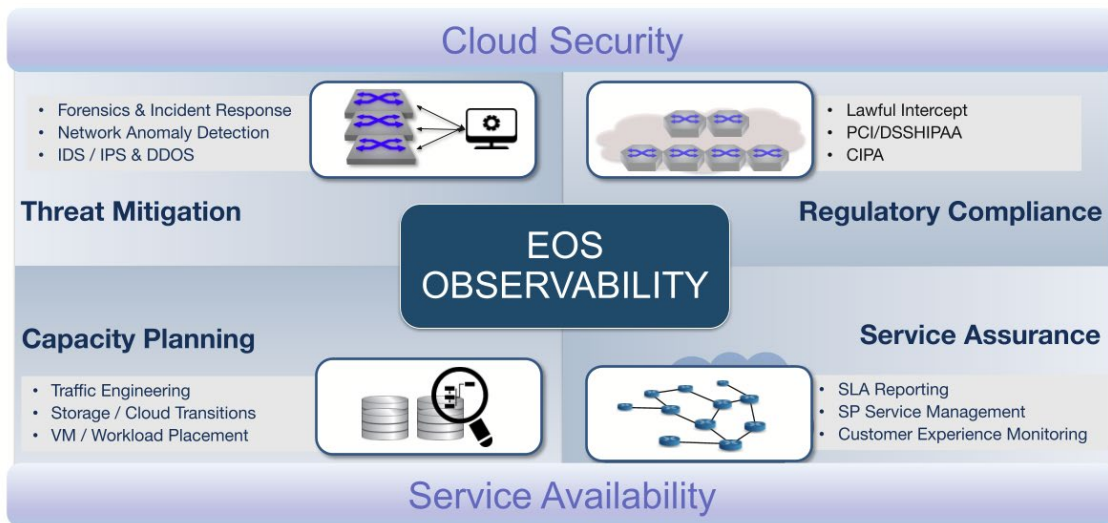 Cloud Security
• Forensics & Incident Response
• Network Anomaly Detection
• IDS / IPS & DDOS
Threat Mitigation
• Lawful Intercept
• PCI/DSSHIPAA
• CIPA
Regulatory Compliance
EOS
OBSERVABILITY
Capacity Planning
• Traffic Engineering
• Storage / Cloud Transitions
• VM / Workload Placement
Service Assurance
• SLA Reporting
• SP Service Management
• Customer Experience Monitoring
Service Availability